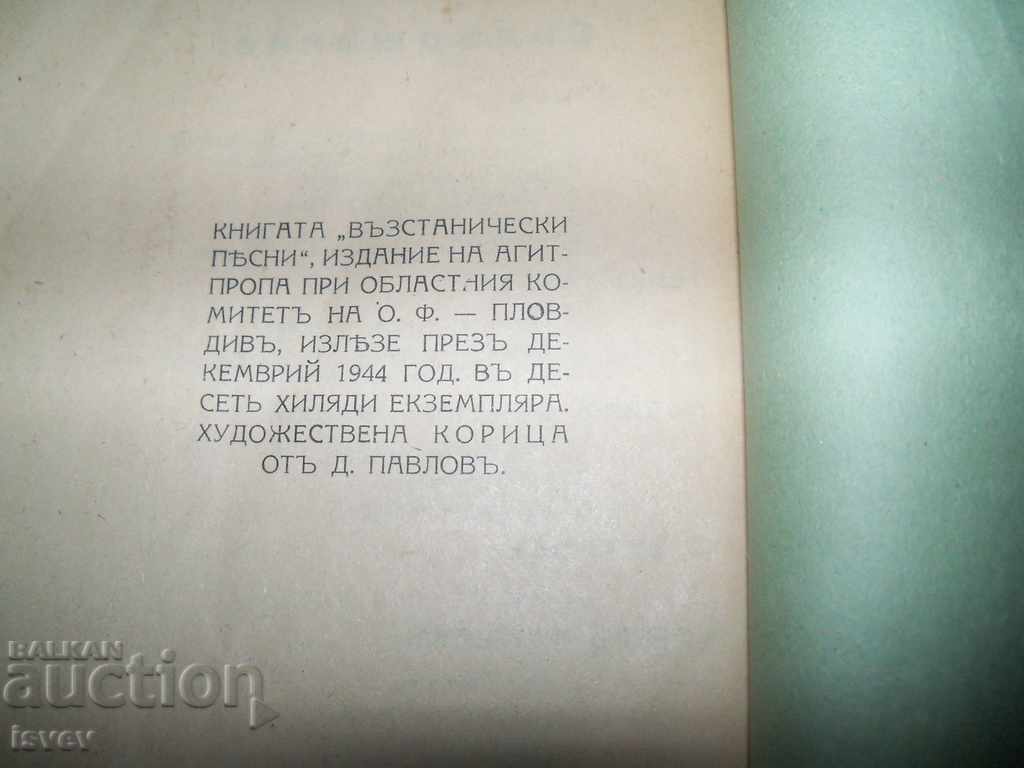 КНИГАТА „ВЪЗСТАНИЧЕСКИ
ПѢСНИ“, ИЗДАНИЕ НА АГИТ-
ПРОПА ПРИ ОБЛАСТНИЯ КО-
МИТЕТЪ НА О. Ф. — ПЛОВ-
ДИВЪ, ИЗЛѢЗЕ ПРЕЗЪ ДЕ-
КЕМВРИЙ 1944 ГОД. ВЪ ДЕ-
СЕТЬ ХИЛЯДИ ЕКЗЕМПЛЯРА.
ХУДОЖЕСТВЕНА КОРИЦА
ОТЪ Д. ПАВЛОВЪ.
BALKAN
auction
isvev